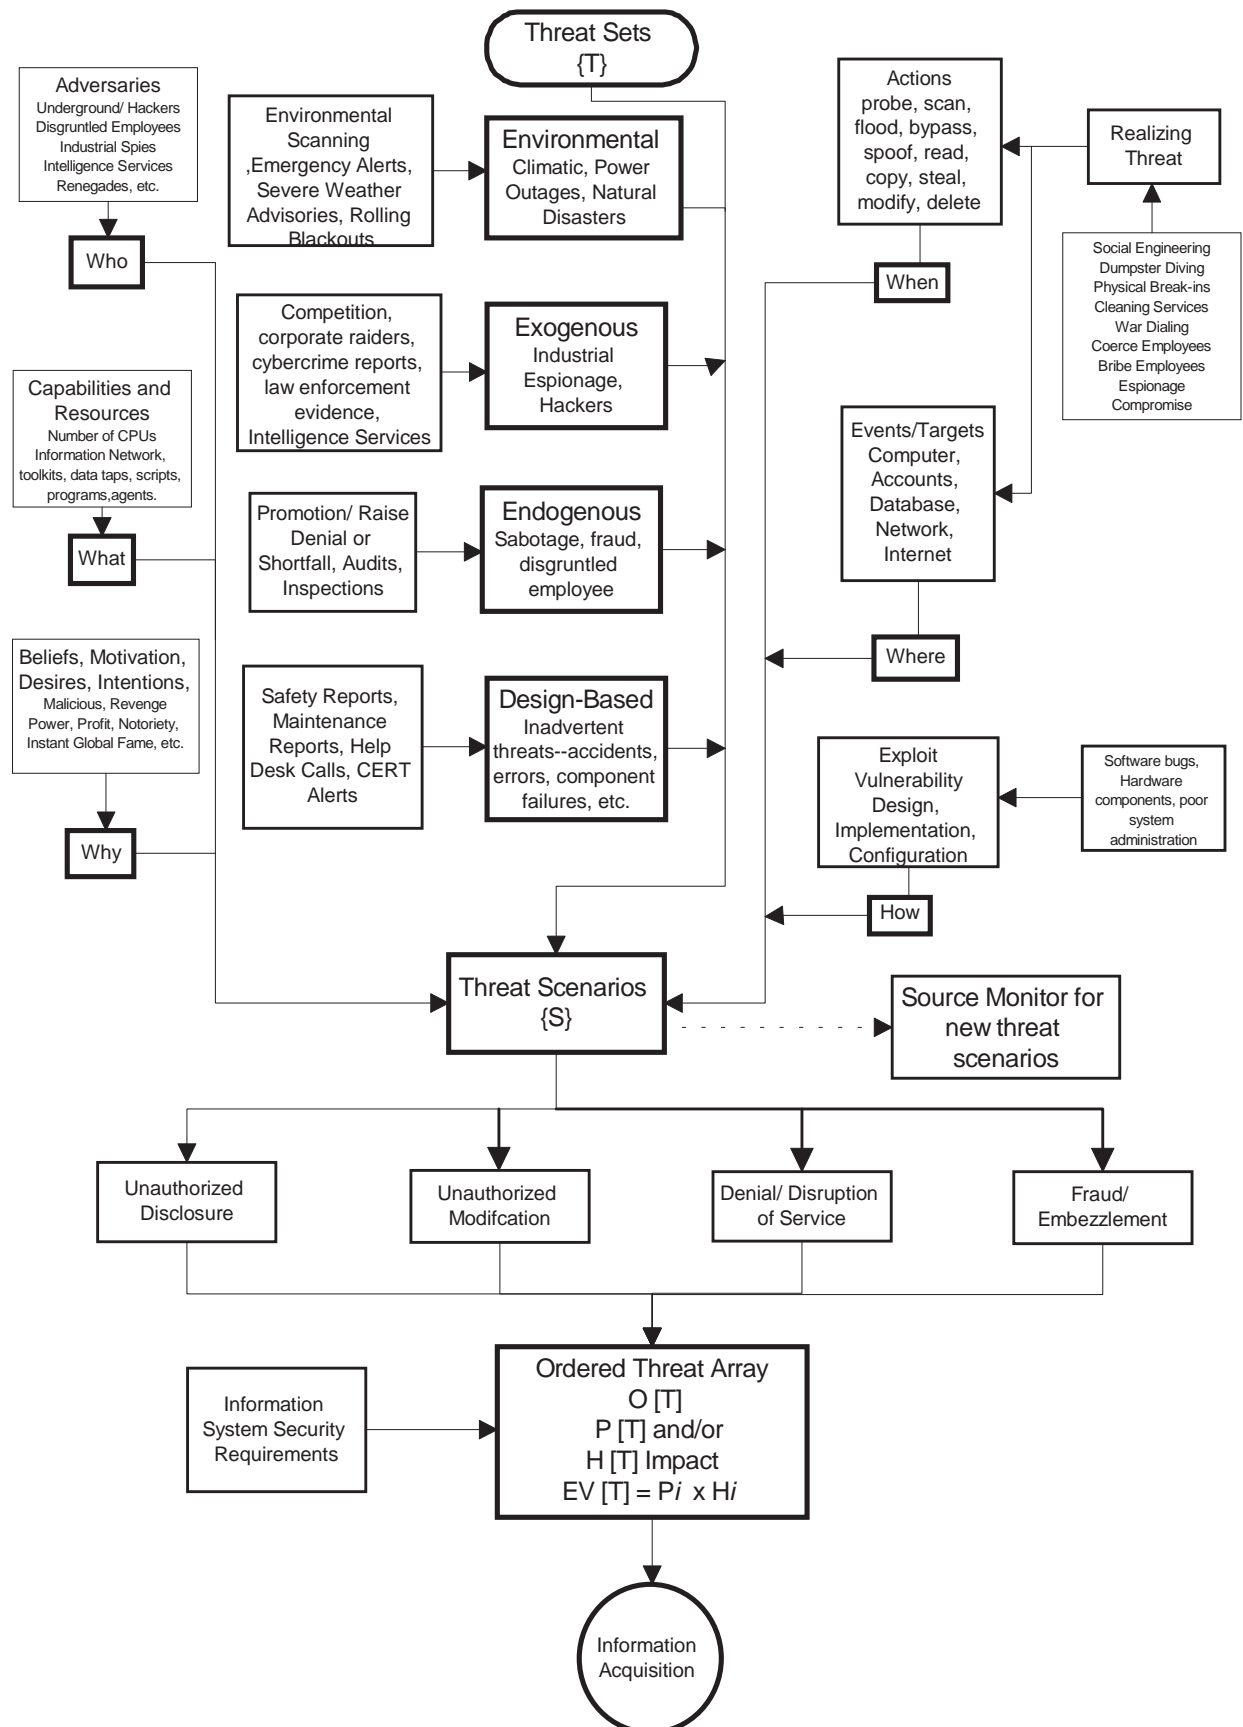 Threat Sets
{T}
Adversaries
Underground/ Hackers
Disgruntled Employees
Industrial Spies
Intelligence Services
Renegades, etc.
Who
Environmental
Scanning
,Emergency Alerts,
Severe Weather
Advisories, Rolling
Blackouts
Environmental
Climatic, Power
Outages, Natural
Disasters
Actions
probe, scan,
flood, bypass,
spoof, read,
copy, steal,
modify, delete
When
Realizing
Threat
Social Engineering
Dumpster Diving
Physical Break-ins
Cleaning Services
War Dialing
Coerce Employees
Bribe Employees
Espionage
Compromise
Competition,
corporate raiders,
cybercrime reports,
law enforcement
evidence,
Intelligence Services
Exogenous
Industrial
Espionage,
Hackers
Capabilities and
Resources
Number of CPUs
Information Network,
toolkits, data taps, scripts,
programs,agents.
What
Events/Targets
Computer,
Accounts,
Database,
Network,
Internet
Where
Promotion/ Raise
Denial or
Shortfall, Audits,
Inspections
Endogenous
Sabotage, fraud,
disgruntled
employee
Beliefs, Motivation,
Desires, Intentions,
Malicious, Revenge
Power, Profit, Notoriety,
Instant Global Fame, etc.
Why
Safety Reports,
Maintenance
Reports, Help
Desk Calls, CERT
Alerts
Design-Based
Inadvertent
threats--accidents,
errors, component
failures, etc.
Exploit
Vulnerability
Design,
Implementation,
Configuration
How
Software bugs,
Hardware
components, poor
system
administration
Threat Scenarios
{S}
Source Monitor for
new threat
scenarios
Unauthorized
Disclosure
Unauthorized
Modifcation
Denial/ Disruption
of Service
Fraud/
Embezzlement
Information
System Security
Requirements
Ordered Threat Array
O [T]
P [T] and/or
H [T] Impact
EV [T] = Pi x Hi
Information
Acquisition